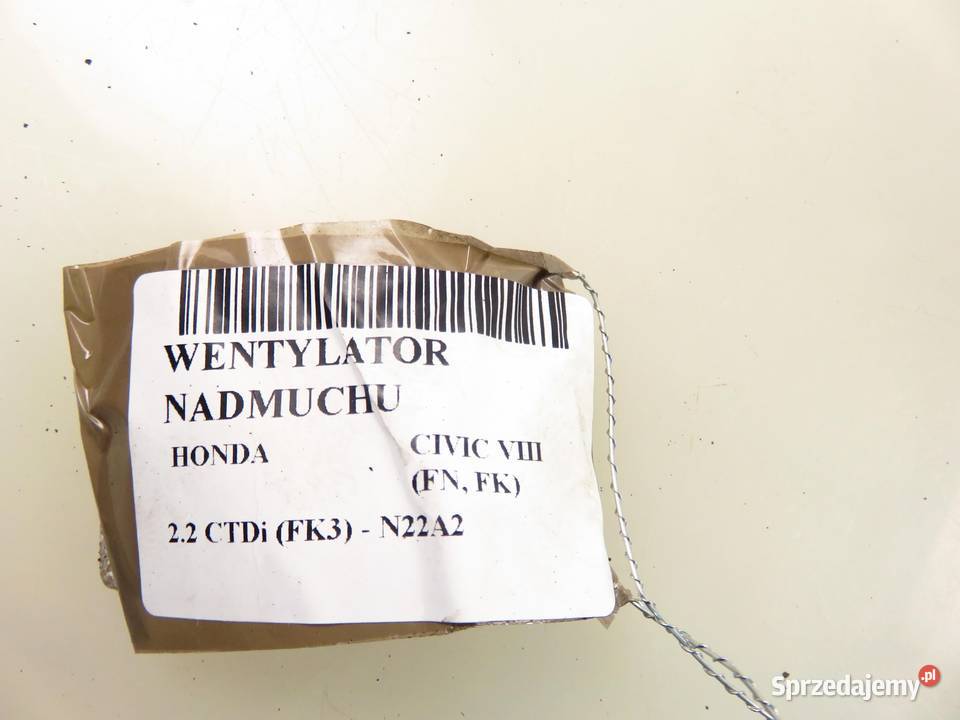 WENTYLATOR
NADMUCHU
HONDA CIVIC VIII
(FN, FK)
2.2 CTDi (FK3) - N22A2
Sprzedajemy.pl